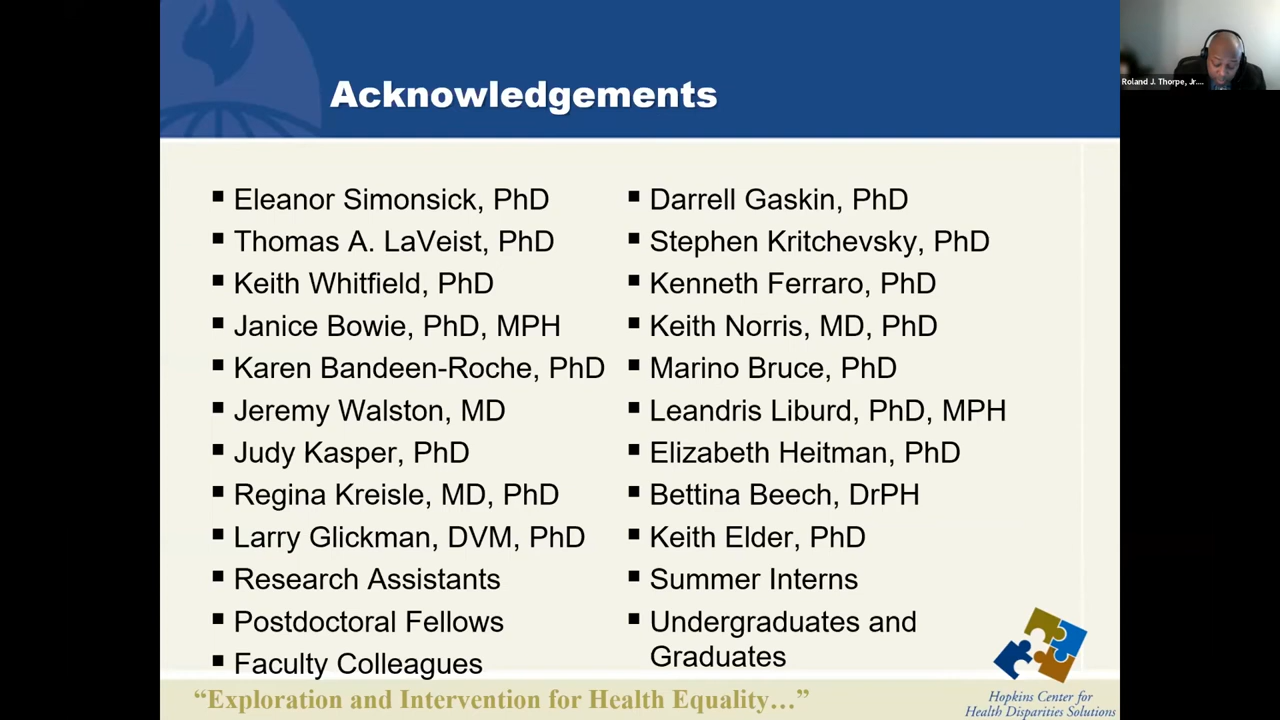 Acknowledgements
Roland J. Thorpe, Jr....
▪ Eleanor Simonsick, PhD
▪ Thomas A. LaVeist, PhD
▪ Keith Whitfield, PhD
▪ Janice Bowie, PhD, MPH
▪ Karen Bandeen-Roche, PhD
▪ Jeremy Walston, MD
▪ Judy Kasper, PhD
▪ Regina Kreisle, MD, PhD
▪ Larry Glickman, DVM, PhD
▪ Research Assistants
▪ Postdoctoral Fellows
▪ Faculty Colleagues
▪ Darrell Gaskin, PhD
▪ Stephen Kritchevsky, PhD
▪ Kenneth Ferraro, PhD
▪ Keith Norris, MD, PhD
▪ Marino Bruce, PhD
▪ Leandris Liburd, PhD, MPH
▪ Elizabeth Heitman, PhD
▪ Bettina Beech, DrPH
▪ Keith Elder, PhD
▪ Summer Interns
▪ Undergraduates and
Graduates
“Exploration and Intervention for Health Equality…”
Hopkins Center for
Health Disparities Solutions